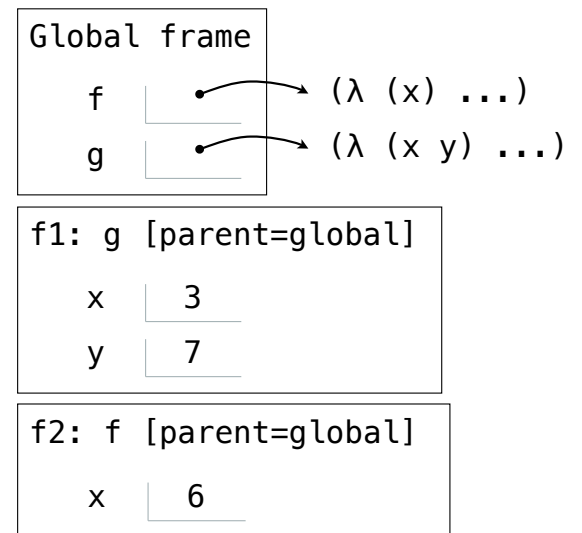 Global frame
f (λ (x) ...)
g (λ (x y) ...)
f1: g [parent=global]
x 3
y 7
f2: f [parent=global]
x 6